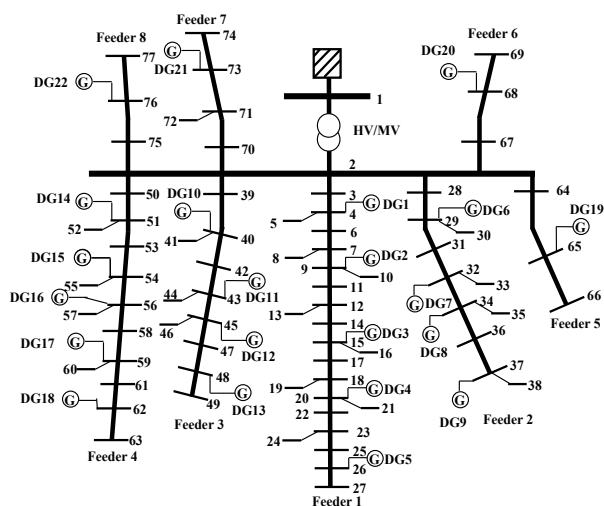 Feeder 8
77
G
DG22
76
75
Feeder 7
74
G
DG21
73
71
72
70
1
HV/MV
2
Feeder 6
DG20
G
69
68
67
50
DG14
G
51
52
53
DG15
G
54
55
DG16
G
56
57
58
DG17
G
59
60
61
DG18
G
62
63
Feeder 4
39
DG10
G
40
41
42
G
DG11
43
44
45
46
G
DG12
47
48
G
DG13
49
Feeder 3
3
G
DG1
4
5
6
7
8
G
DG2
9
10
11
12
13
14
G
DG3
15
16
17
18
19
G
DG4
20
21
22
23
24
25
G
DG5
26
27
Feeder 1
28
G
DG6
29
30
31
32
33
G
DG7
34
35
G
DG8
36
37
38
G
DG9
Feeder 2
64
DG19
G
65
66
Feeder 5